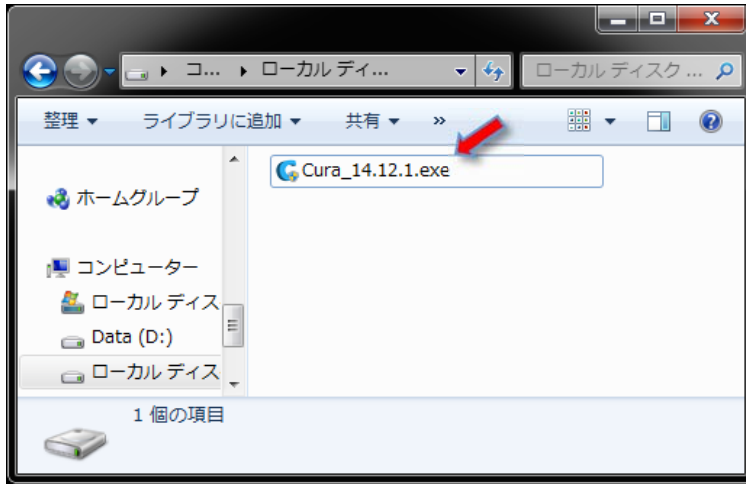 コ... ローカル ディ... ローカル ディスク ...
整理 ライブラリに追加 共有 »
Cura_14.12.1.exe
ホームグループ
コンピューター
ローカル ディス
Data (D:)
ローカル ディス
1 個の項目